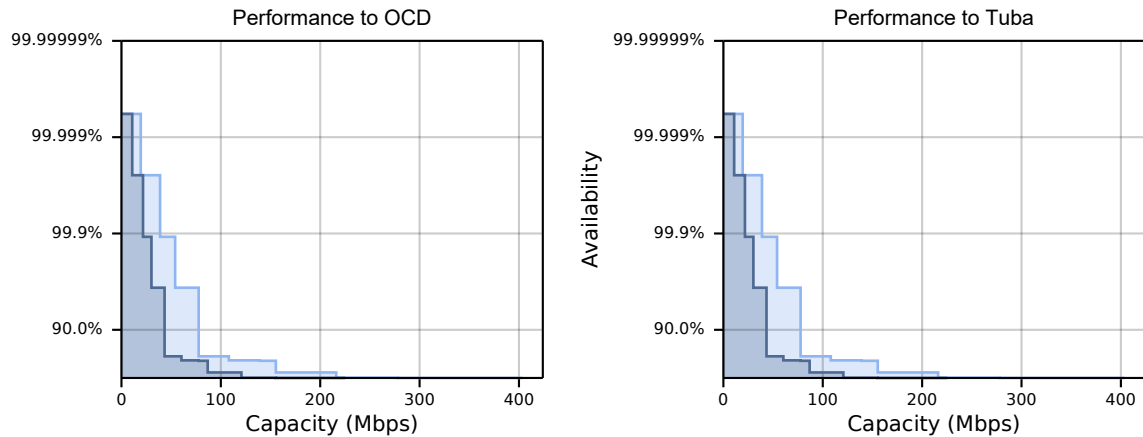 Performance to OCD
99.99999%
99.999%
99.9%
90.0%
0 100 200 300 400
Capacity (Mbps)
Performance to Tuba
Availability
99.99999%
99.999%
99.9%
90.0%
0 100 200 300 400
Capacity (Mbps)